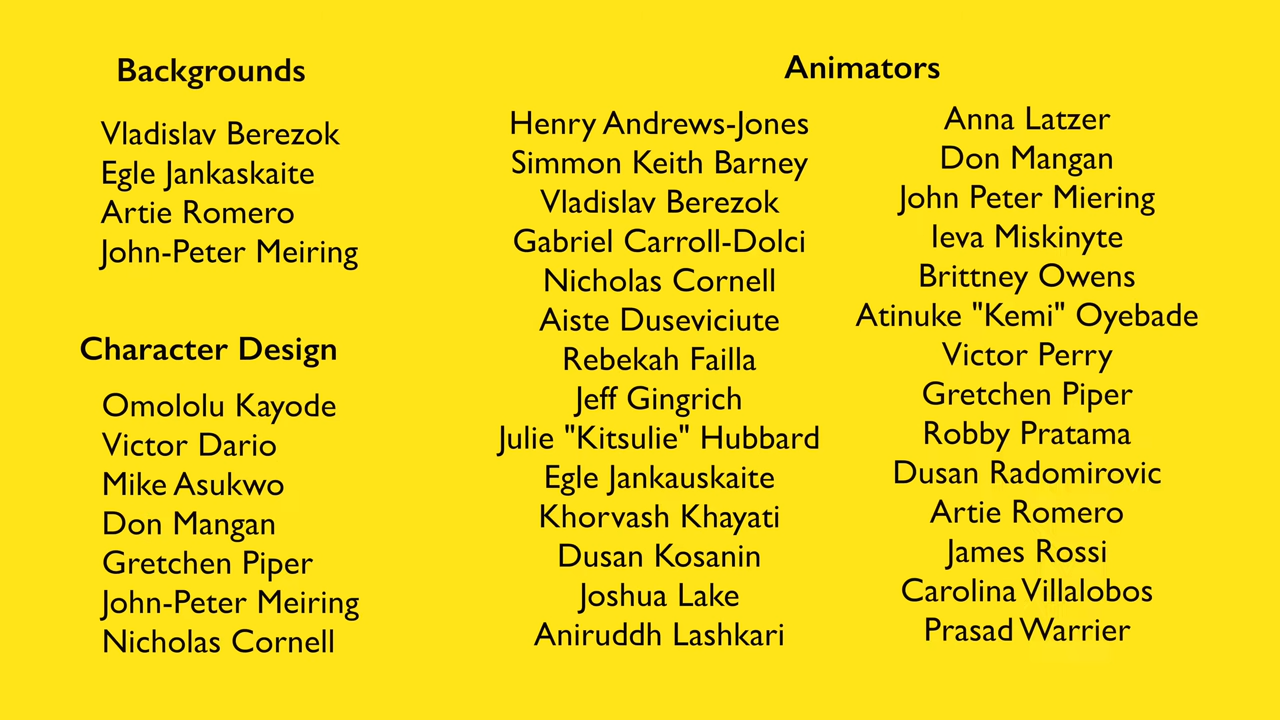 Backgrounds
Vladislav Berezok
Egle Jankaskaite
Artie Romero
John-Peter Meiring
Character Design
Omololu Kayode
Victor Dario
Mike Asukwo
Don Mangan
Gretchen Piper
John-Peter Meiring
Nicholas Cornell
Animators
Henry Andrews-Jones
Simmon Keith Barney
Vladislav Berezok
Gabriel Carroll-Dolci
Nicholas Cornell
Aiste Duseviciute
Rebekah Failla
Jeff Gingrich
Julie "Kitsulie" Hubbard
Egle Jankauskaite
Khorvash Khayati
Dusan Kosanin
Joshua Lake
Aniruddh Lashkari
Anna Latzer
Don Mangan
John Peter Miering
Ieva Miskinyte
Brittney Owens
Atinuke "Kemi" Oyebade
Victor Perry
Gretchen Piper
Robby Pratama
Dusan Radomirovic
Artie Romero
James Rossi
Carolina Villalobos
Prasad Warrier